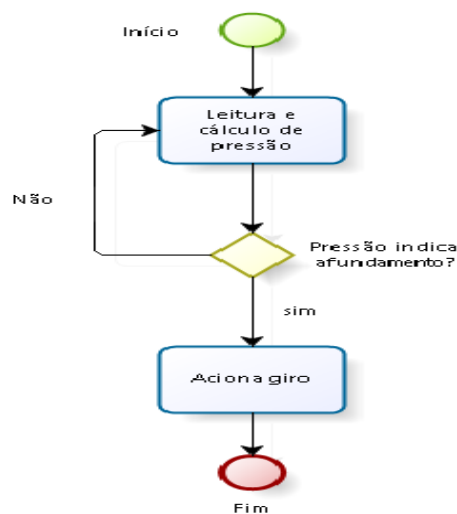 Início
Leitura e
cálculo de
pressão
Não
Pressão indica
afundamento?
sim
Aciona giro
Fim